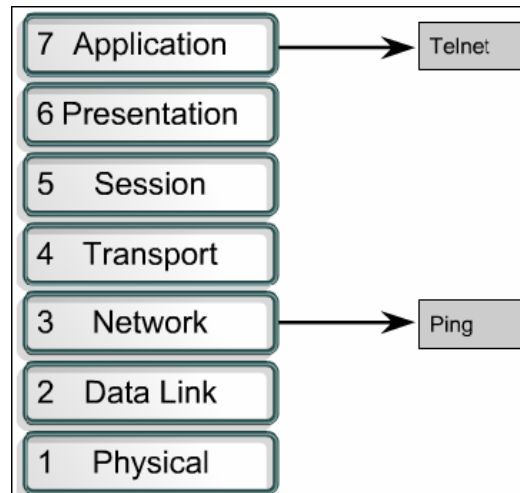 7 Application
Telnet
6 Presentation
5 Session
4 Transport
3 Network
Ping
2 Data Link
1 Physical